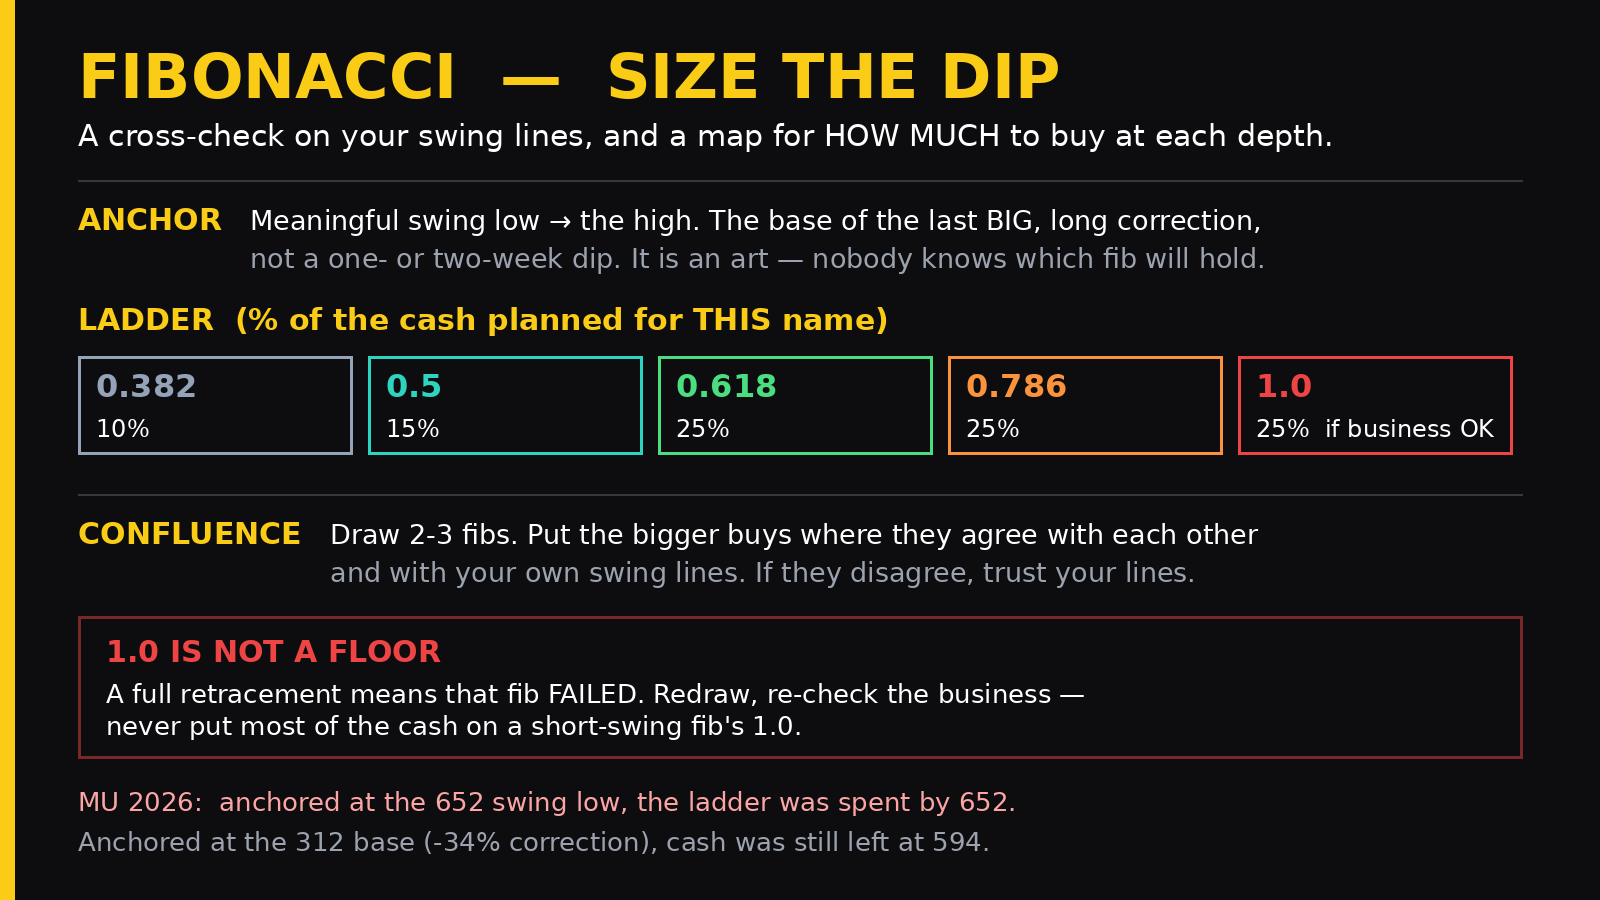 FIBONACCI — SIZE THE DIP
A cross-check on your swing lines, and a map for HOW MUCH to buy at each depth.
ANCHOR Meaningful swing low → the high. The base of the last BIG, long correction,
not a one- or two-week dip. It is an art — nobody knows which fib will hold.
LADDER (% of the cash planned for THIS name)
0.382
10%
0.5
15%
0.618
25%
0.786
25%
1.0
25% if business OK
CONFLUENCE Draw 2-3 fibs. Put the bigger buys where they agree with each other
and with your own swing lines. If they disagree, trust your lines.
1.0 IS NOT A FLOOR
A full retracement means that fib FAILED. Redraw, re-check the business —
never put most of the cash on a short-swing fib's 1.0.
MU 2026: anchored at the 652 swing low, the ladder was spent by 652.
Anchored at the 312 base (-34% correction), cash was still left at 594.